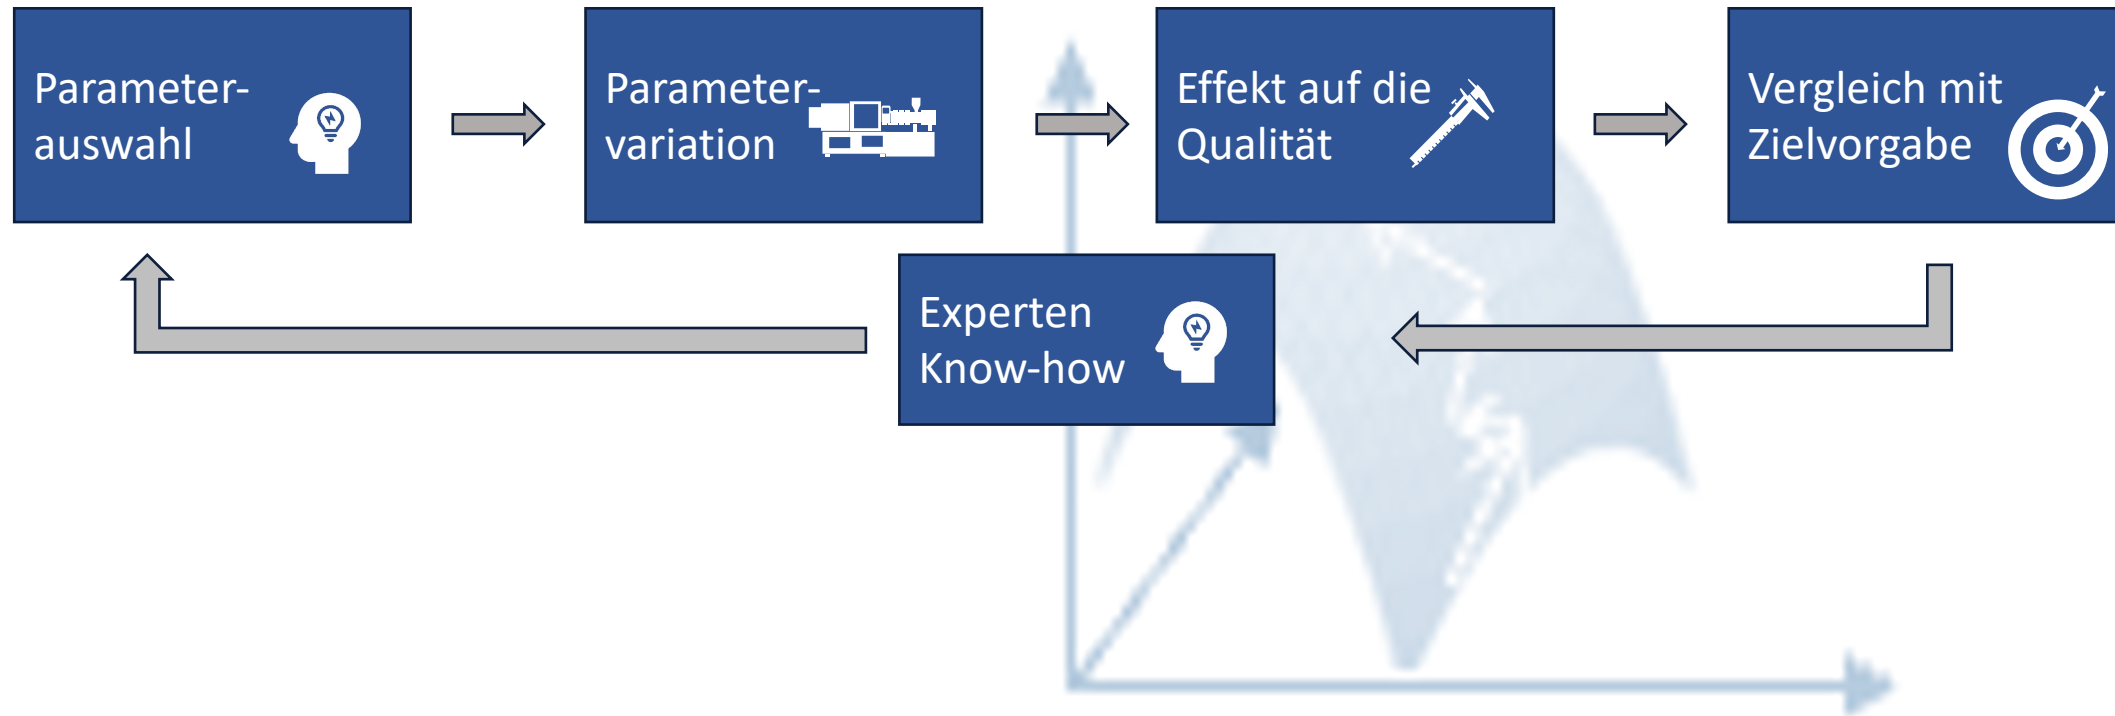 Parameter-
auswahl
Parameter-
variation
Effekt auf die
Qualität
Vergleich mit
Zielvorgabe
Experten
Know-how